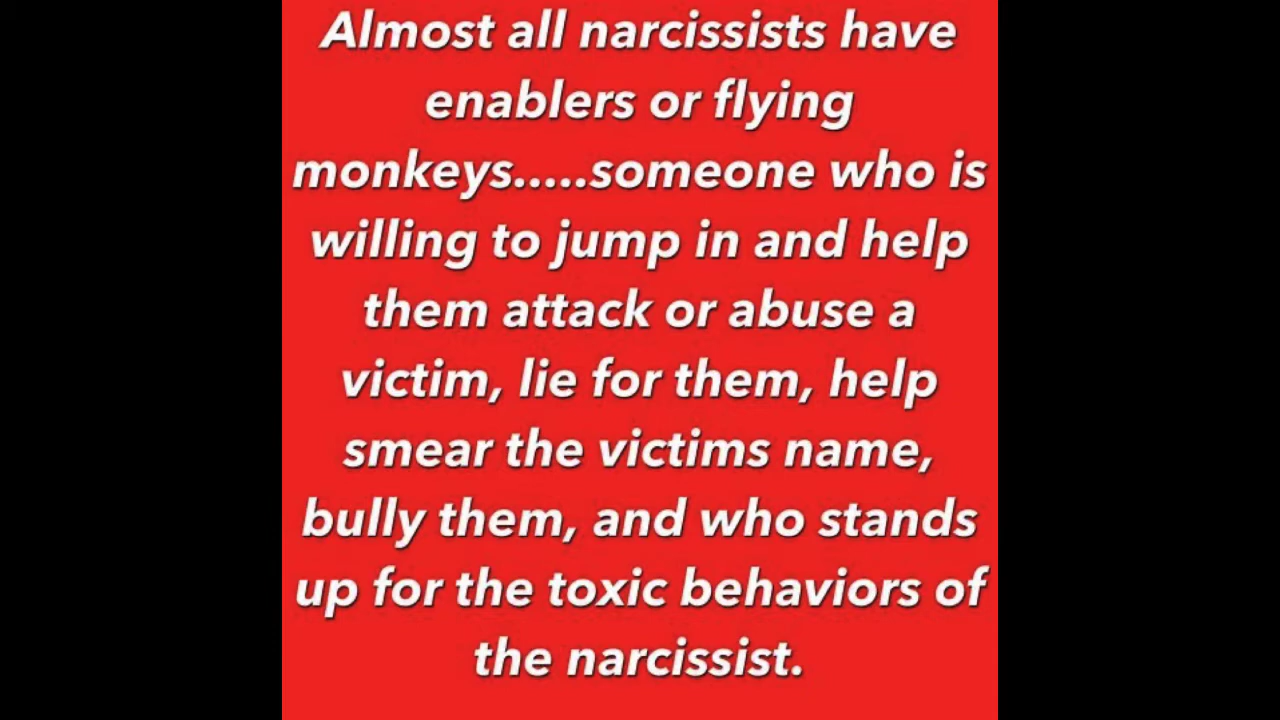 Almost all narcissists have
enablers or flying
monkeys.....someone who is
willing to jump in and help
them attack or abuse a
victim, lie for them, help
smear the victims name,
bully them, and who stands
up for the toxic behaviors of
the narcissist.